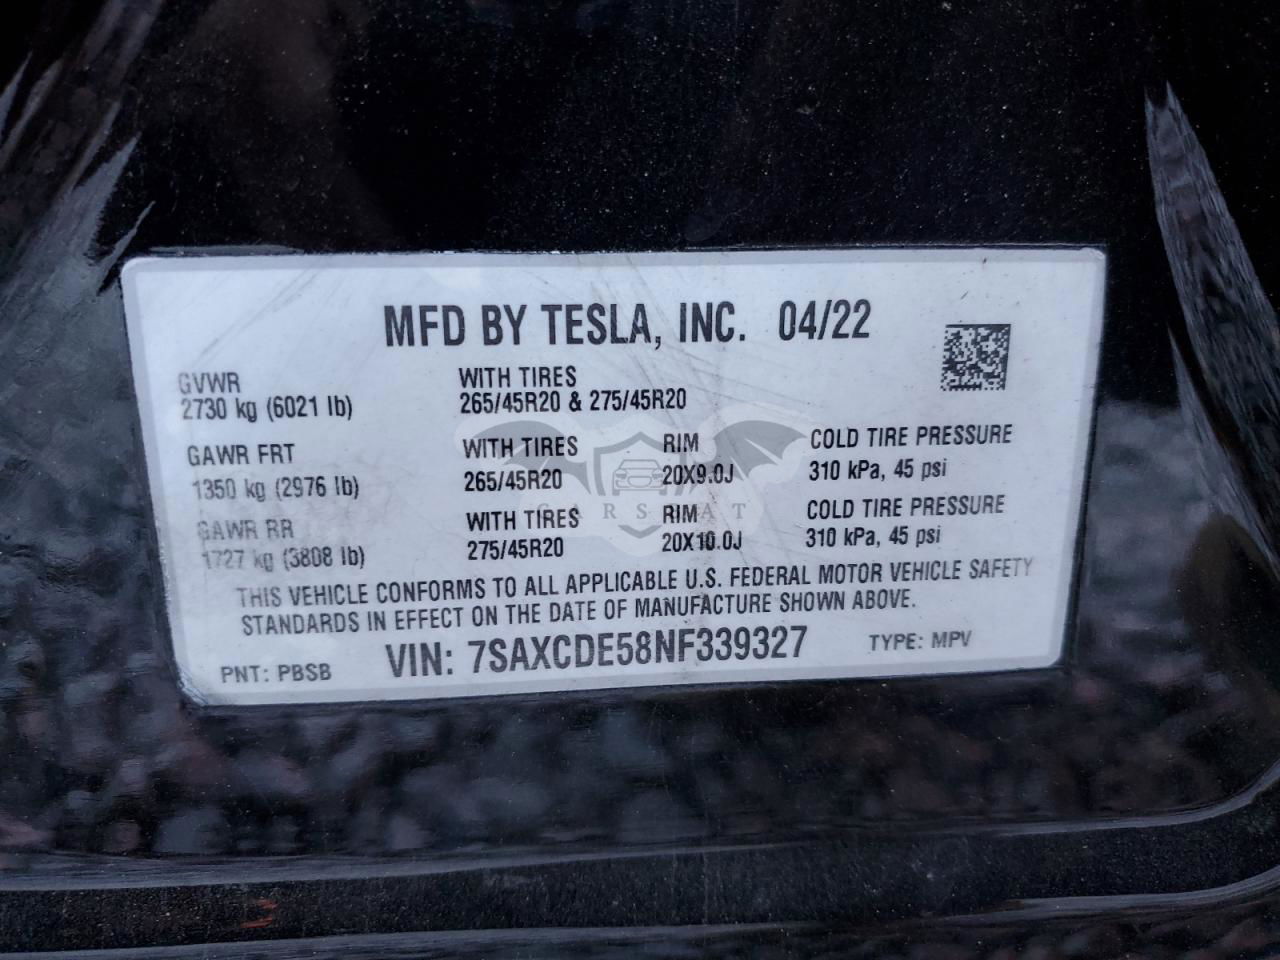 MFD BY TESLA, INC. 04/22
GVWR WITH TIRES
2730 kg (6021 lb) 265/45R20 & 275/45R20
GAWR FRT WITH TIRES RIM COLD TIRE PRESSURE
1350 kg (2976 lb) 265/45R20 20X9.0J 310 kPa, 45 psi
GAWR RR WITH TIRES RIM COLD TIRE PRESSURE
1727 kg (3808 lb) 275/45R20 20X10.0J 310 kPa, 45 psi
THIS VEHICLE CONFORMS TO ALL APPLICABLE U.S. FEDERAL MOTOR VEHICLE SAFETY
STANDARDS IN EFFECT ON THE DATE OF MANUFACTURE SHOWN ABOVE.
PNT: PBSB VIN: 7SAXCDE58NF339327 TYPE: MPV